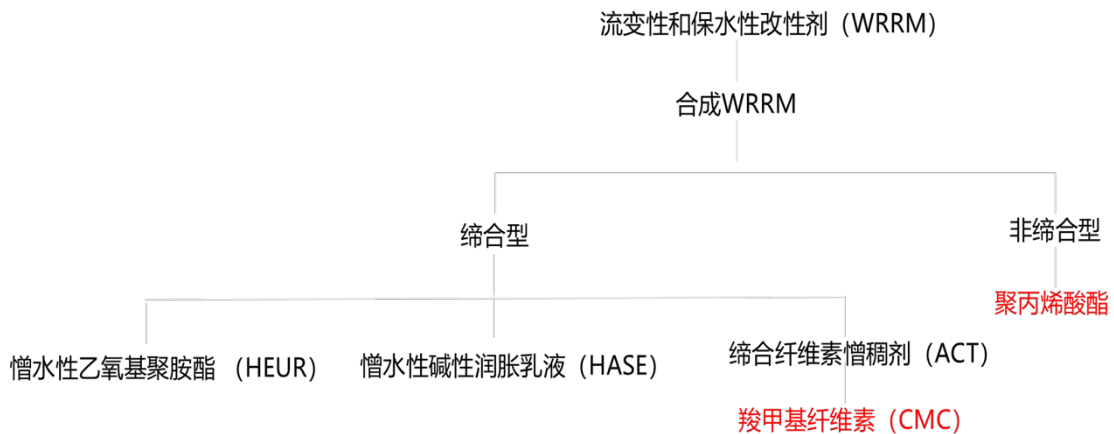 流变性和保水性改性剂（WRRM）
合成WRRM
缔合型
非缔合型
聚丙烯酸酯
憎水性乙氧基聚胺酯 （HEUR）
憎水性碱性润胀乳液（HASE）
缔合纤维素憎稠剂（ACT）
羧甲基纤维素（CMC）